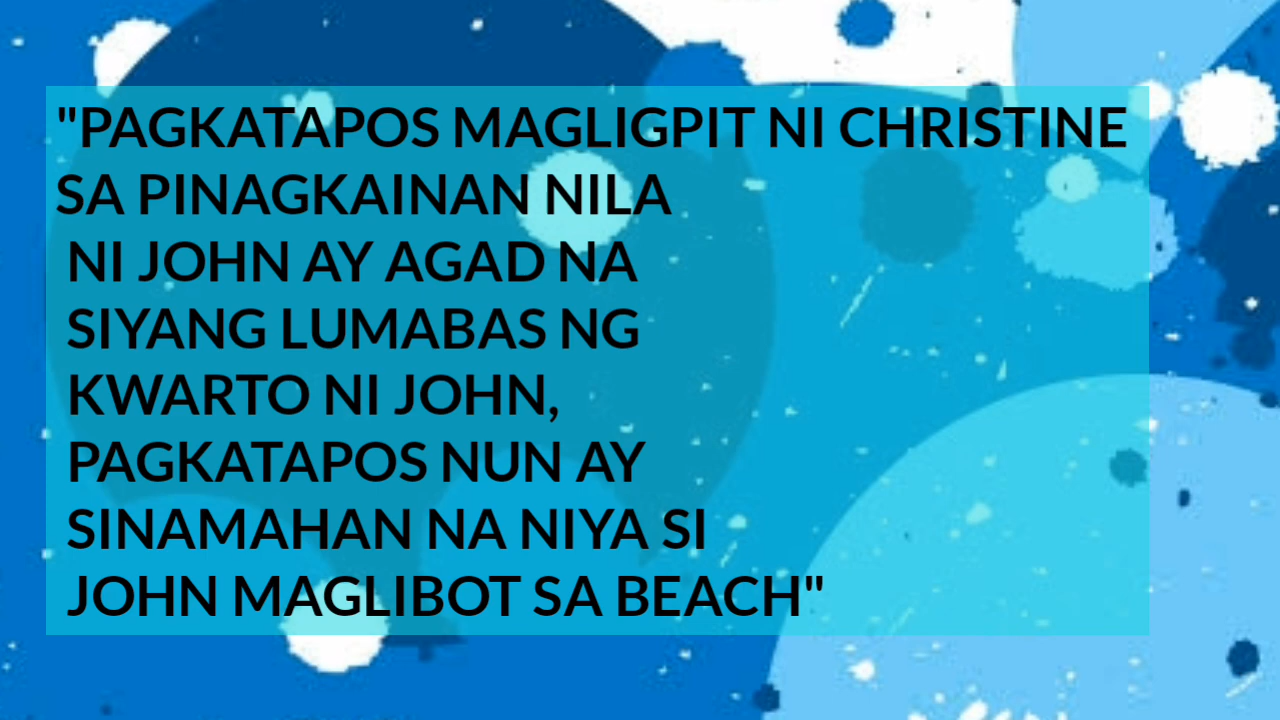 "PAGKATAPOS MAGLIGPIT NI CHRISTINE
SA PINAGKAINAN NILA
NI JOHN AY AGAD NA
SIYANG LUMABAS NG
KWARTO NI JOHN,
PAGKATAPOS NUN AY
SINAMAHAN NA NIYA SI
JOHN MAGLIBOT SA BEACH"